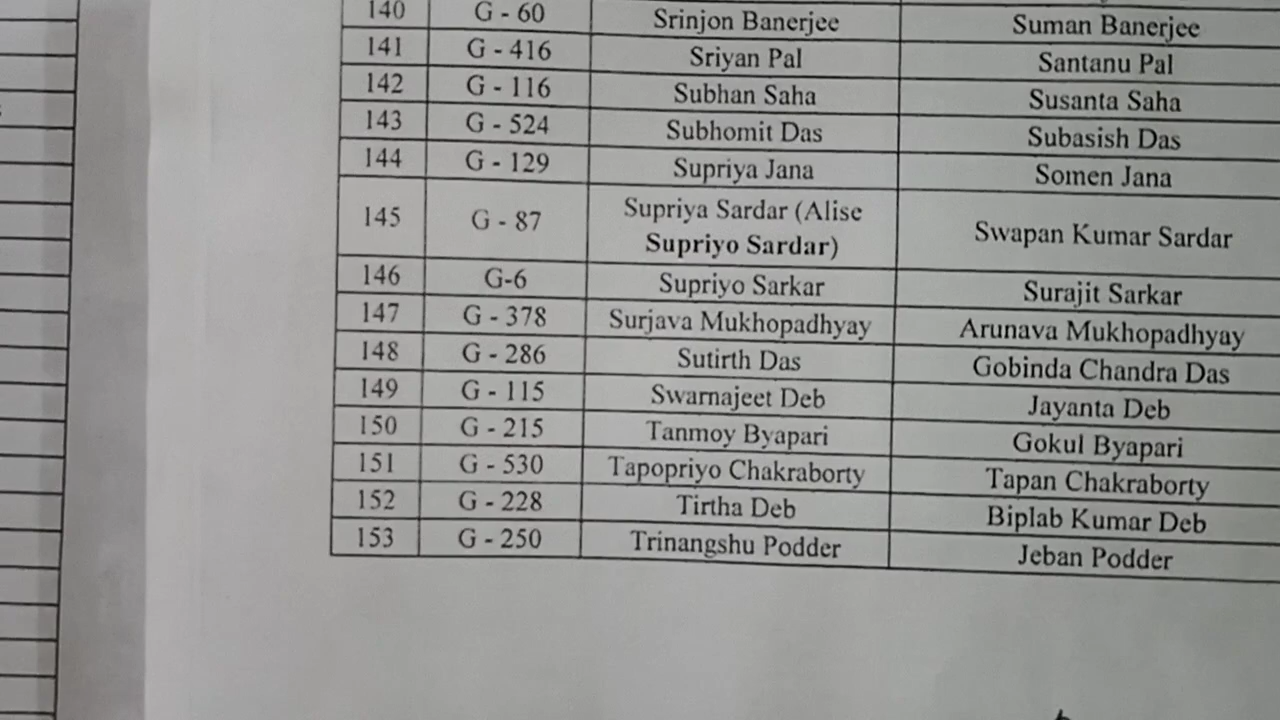 140 G - 60 Srinjon Banerjee Suman Banerjee
141 G - 416 Sriyan Pal Santanu Pal
142 G - 116 Subhan Saha Susanta Saha
143 G - 524 Subhomit Das Subasish Das
144 G - 129 Supriya Jana Somen Jana
145 G - 87 Supriya Sardar (Alise Swapan Kumar Sardar
Supriyo Sardar)
146 G-6 Supriyo Sarkar Surajit Sarkar
147 G - 378 Surjava Mukhopadhyay Arunava Mukhopadhyay
148 G - 286 Sutirth Das Gobinda Chandra Das
149 G - 115 Swarnajeet Deb Jayanta Deb
150 G - 215 Tanmoy Byapari Gokul Byapari
151 G - 530 Tapopriyo Chakraborty Tapan Chakraborty
152 G - 228 Tirtha Deb Biplab Kumar Deb
153 G - 250 Trinangshu Podder Jeban Podder